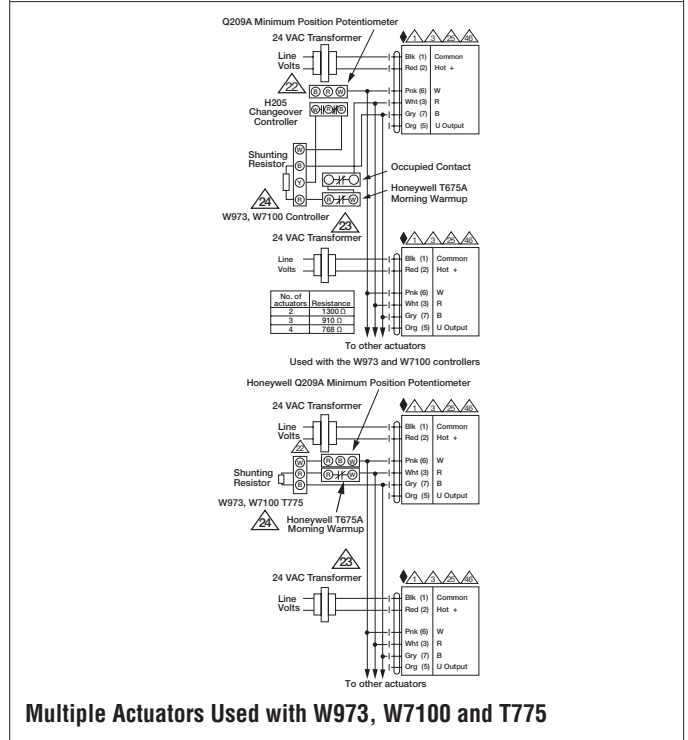 Q209A Minimum Position Potentiometer
24 VAC Transformer
1 3 25 46
Line
Volts
Blk (1) Common
Red (2) Hot +
22
B R W
Pnk (6) W
Wht (3) R
Gry (7) B
Org (5) U Output
H205
Changeover
Controller
W R B
Shunting
Resistor
W
B
Y
R
Occupied Contact
R W
Honeywell T675A
Morning Warmup
24
W973, W7100 Controller
23
24 VAC Transformer
1 3 25 46
Line
Volts
Blk (1) Common
Red (2) Hot +
Pnk (6) W
Wht (3) R
Gry (7) B
Org (5) U Output
No. of actuators Resistance
2 1300 Ω
3 910 Ω
4 768 Ω
To other actuators
Used with the W973 and W7100 controllers
Honeywell Q209A Minimum Position Potentiometer
24 VAC Transformer
1 3 25 46
Line
Volts
Blk (1) Common
Red (2) Hot +
22
W
R
B
R B W
R W
Pnk (6) W
Wht (3) R
Gry (7) B
Org (5) U Output
Shunting
Resistor
W973, W7100 T775
24
Honeywell T675A
Morning Warmup
23
24 VAC Transformer
1 3 25 46
Line
Volts
Blk (1) Common
Red (2) Hot +
Pnk (6) W
Wht (3) R
Gry (7) B
Org (5) U Output
To other actuators
Multiple Actuators Used with W973, W7100 and T775